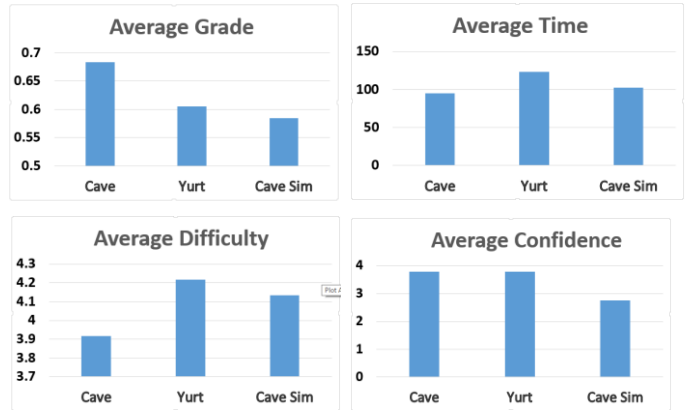 Average Grade
0.7
0.65
0.6
0.55
0.5
Cave Yurt Cave Sim
Average Time
150
100
50
0
Cave Yurt Cave Sim
Average Difficulty
4.3
4.2
4.1
4
3.9
3.8
3.7
Plot
Cave Yurt Cave Sim
Average Confidence
4
3
2
1
0
Cave Yurt Cave Sim